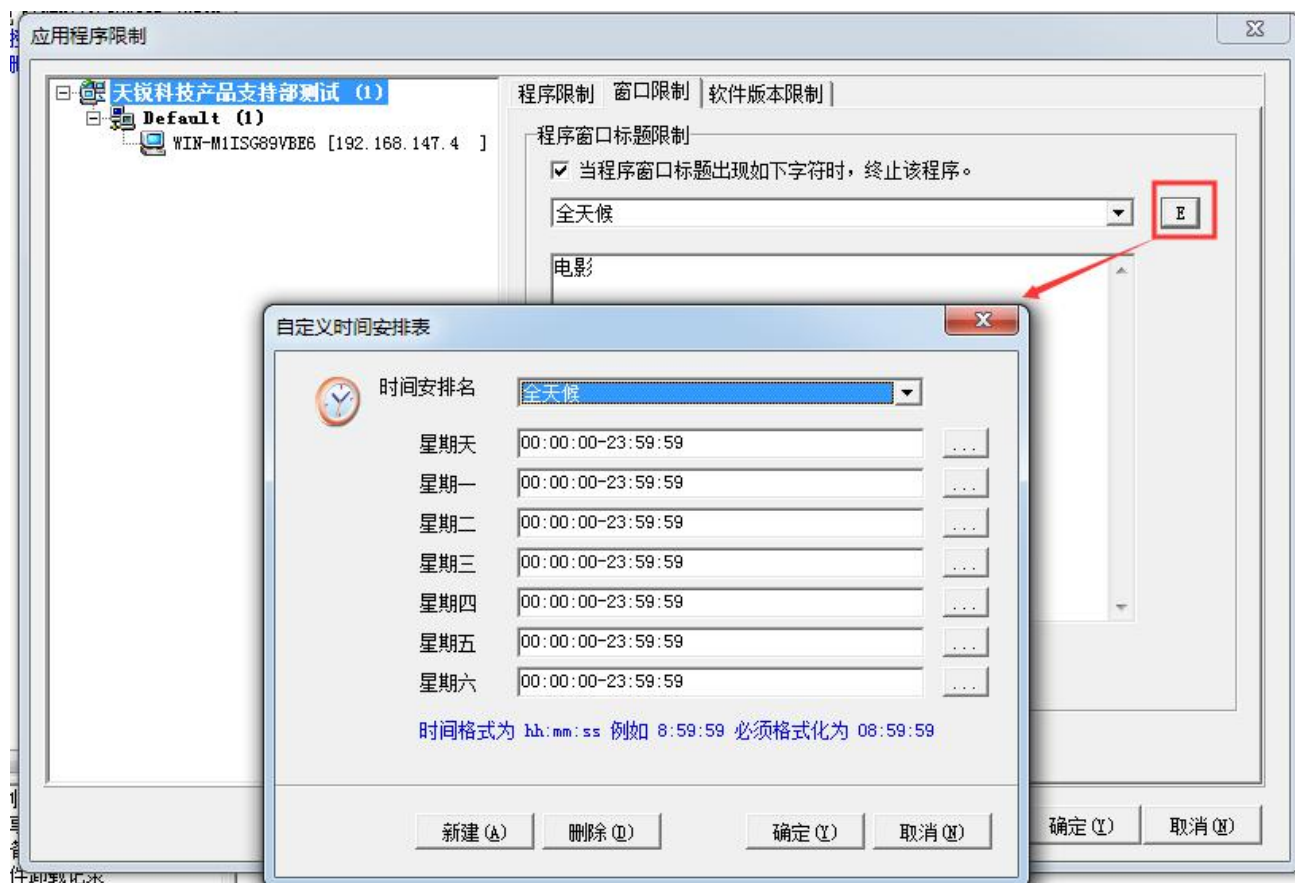 应用程序限制
天锐科技产品支持部测试 (1)
Default (1)
WIN-M1ISG89VBE6 [192.168.147.4 ]
程序限制 窗口限制 软件版本限制
程序窗口标题限制
当程序窗口标题出现如下字符时，终止该程序。
全天候
E
电影
自定义时间安排表
时间安排名 全天候
星期天 00:00:00-23:59:59 ...
星期一 00:00:00-23:59:59 ...
星期二 00:00:00-23:59:59 ...
星期三 00:00:00-23:59:59 ...
星期四 00:00:00-23:59:59 ...
星期五 00:00:00-23:59:59 ...
星期六 00:00:00-23:59:59 ...
时间格式为 hh:mm:ss 例如 8:59:59 必须格式化为 08:59:59
新建(A) 删除(D) 确定(Y) 取消(N)
确定(Y) 取消(N)
件卸载记录